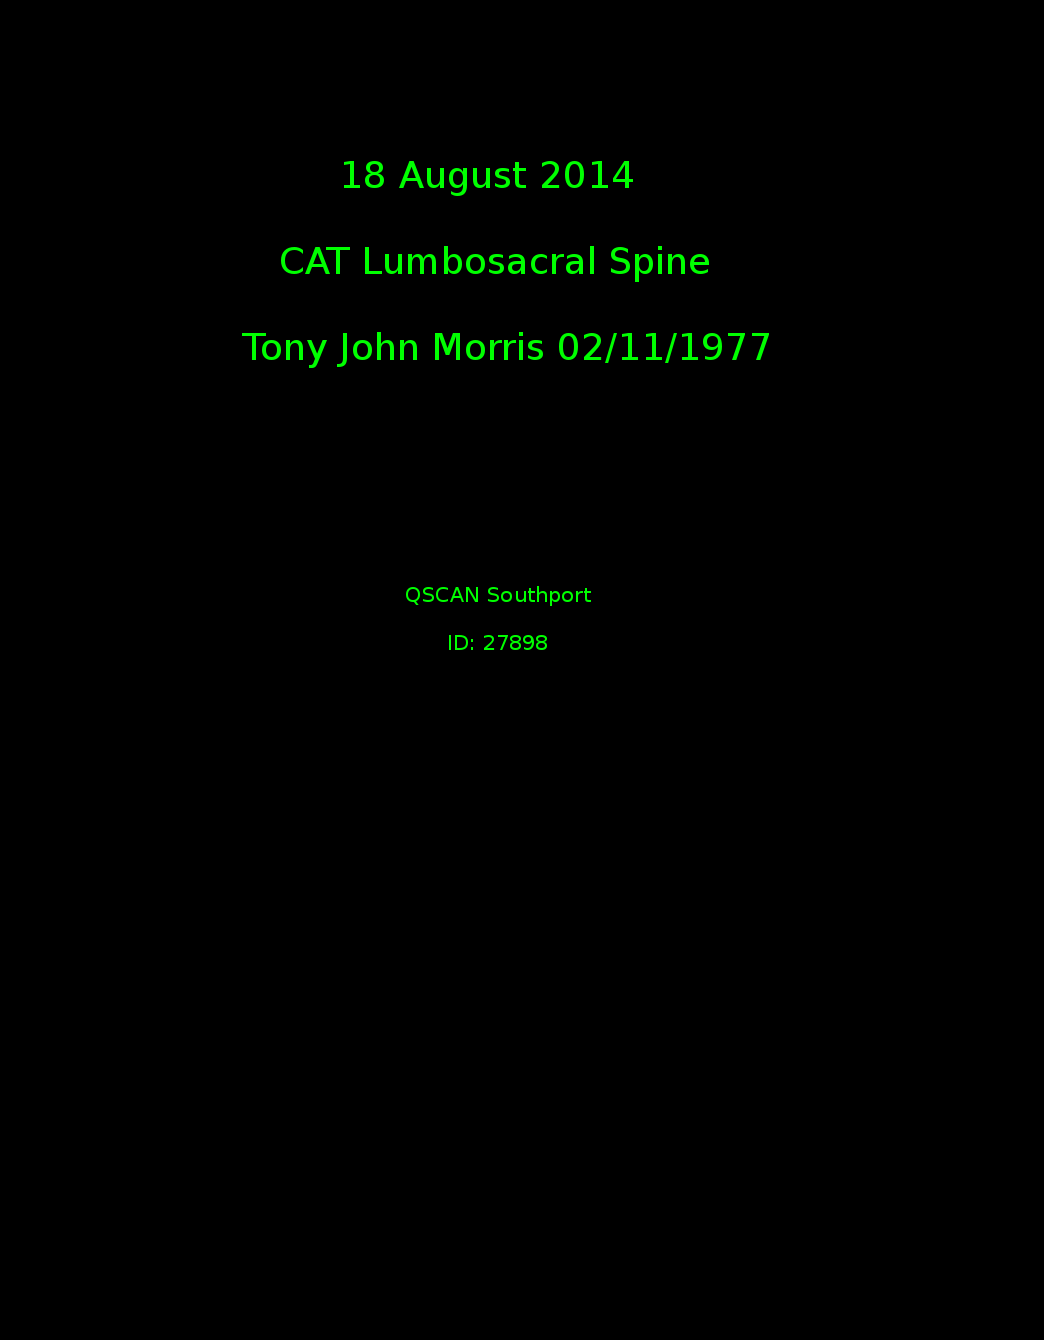 18 August 2014
CAT Lumbosacral Spine
Tony John Morris 02/11/1977
QSCAN Southport
ID: 27898